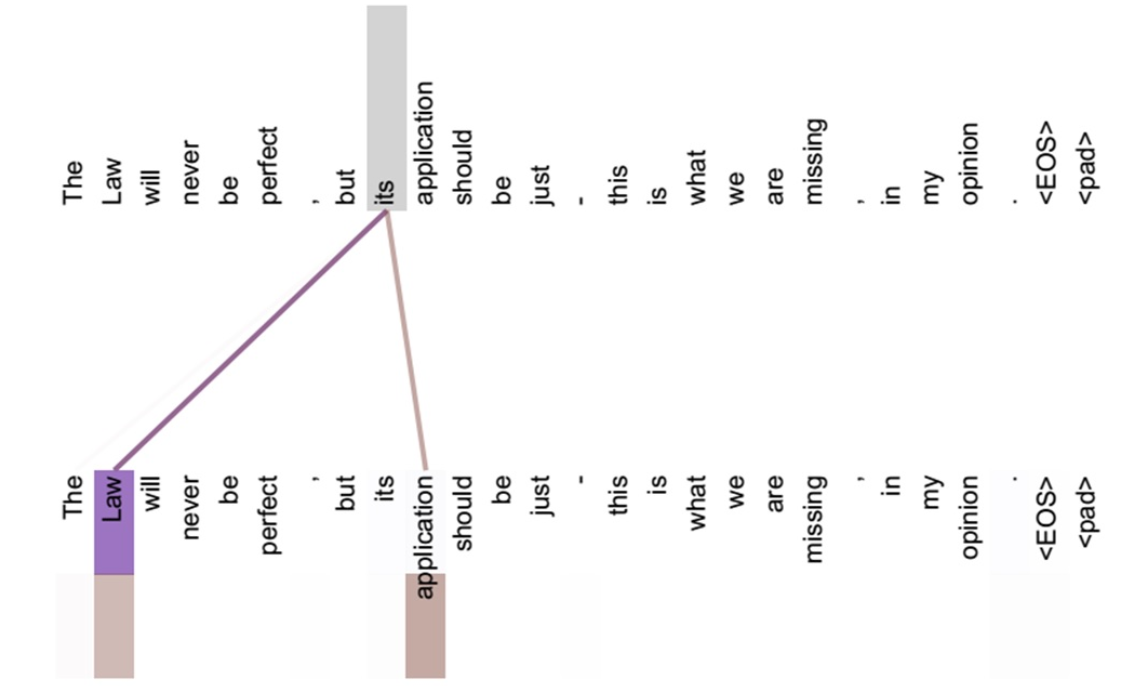 The Law will never be perfect , but its application should be just - this is what we are missing , in my opinion . <EOS> <pad>
The Law will never be perfect , but its application should be just - this is what we are missing , in my opinion . <EOS> <pad>